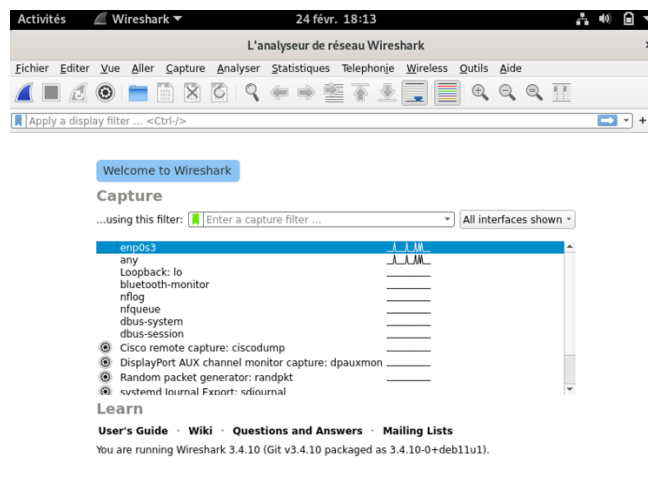 Activités Wireshark 24 févr. 18:13
L'analyseur de réseau Wireshark
Fichier Editer Vue Aller Capture Analyser Statistiques Telephonie Wireless Outils Aide
Apply a display filter ... <Ctrl-/> +
Welcome to Wireshark
Capture
...using this filter: Enter a capture filter ... All interfaces shown
enp0s3
any
Loopback: lo
bluetooth-monitor
nflog
nfqueue
dbus-system
dbus-session
Cisco remote capture: ciscodump
DisplayPort AUX channel monitor capture: dpauxmon
Random packet generator: randpkt
systemd Journal Export: sdjournal
Learn
User's Guide · Wiki · Questions and Answers · Mailing Lists
You are running Wireshark 3.4.10 (Git v3.4.10 packaged as 3.4.10-0+deb11u1).